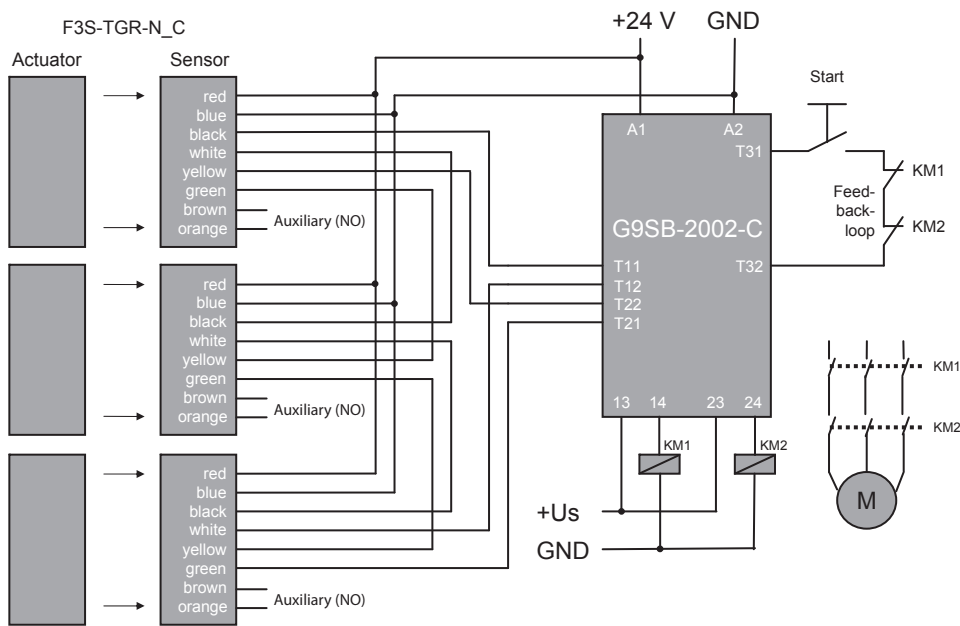 F3S-TGR-N_C
Actuator
Sensor
red
blue
black
white
yellow
green
brown
orange
Auxiliary (NO)
red
blue
black
white
yellow
green
brown
orange
Auxiliary (NO)
red
blue
black
white
yellow
green
brown
orange
Auxiliary (NO)
+24 V
GND
A1
A2
T31
G9SB-2002-C
T11
T32
T12
T22
T21
13
14
23
24
KM1
KM2
+Us
GND
Start
KM1
Feed-
back-
loop
KM2
KM1
KM2
M